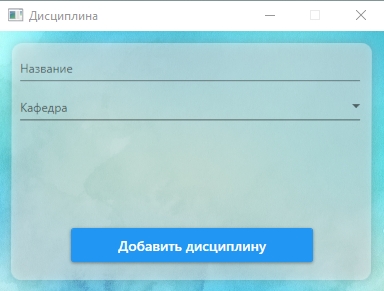 Дисциплина
Название
Кафедра
Добавить дисциплину